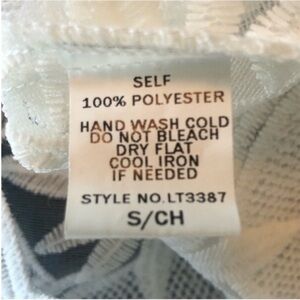 SELF
100% POLYESTER
HAND WASH COLD
DO NOT BLEACH
DRY FLAT
COOL IRON
IF NEEDED
STYLE NO.LT3387
S/CH